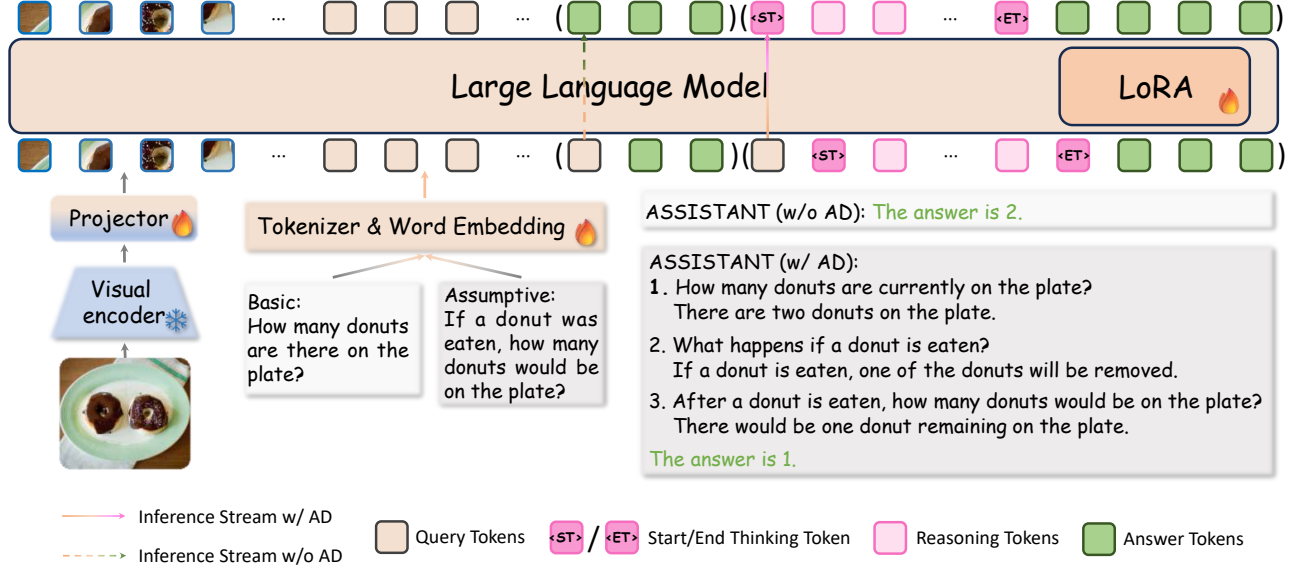 ... ... ( )( <ST> ... <ET> )
Large Language Model
LoRA
... ... ( )( <ST> ... <ET> )
Projector
Tokenizer & Word Embedding
Visual
encoder
Basic:
How many donuts
are there on the
plate?
Assumptive:
If a donut was
eaten, how many
donuts would be
on the plate?
ASSISTANT (w/o AD): The answer is 2.
ASSISTANT (w/ AD):
1. How many donuts are currently on the plate?
There are two donuts on the plate.
2. What happens if a donut is eaten?
If a donut is eaten, one of the donuts will be removed.
3. After a donut is eaten, how many donuts would be on the plate?
There would be one donut remaining on the plate.
The answer is 1.
Inference Stream w/ AD
Inference Stream w/o AD
Query Tokens
<ST> / <ET> Start/End Thinking Token
Reasoning Tokens
Answer Tokens